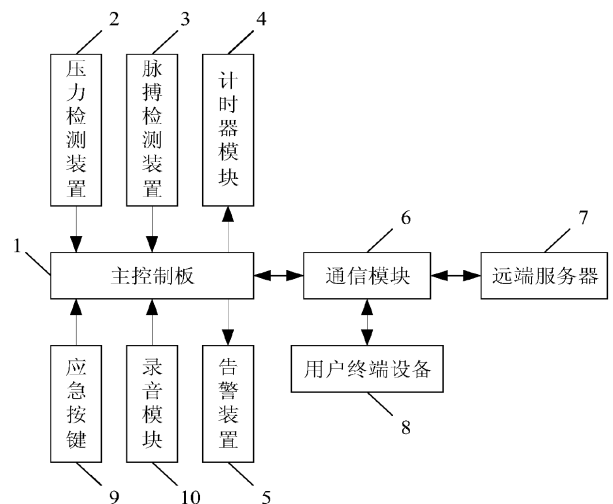 2
3
4
压力检测装置
脉搏检测装置
计时器模块
1
6
7
主控制板
通信模块
远端服务器
应急按键
录音模块
告警装置
用户终端设备
8
9
10
5